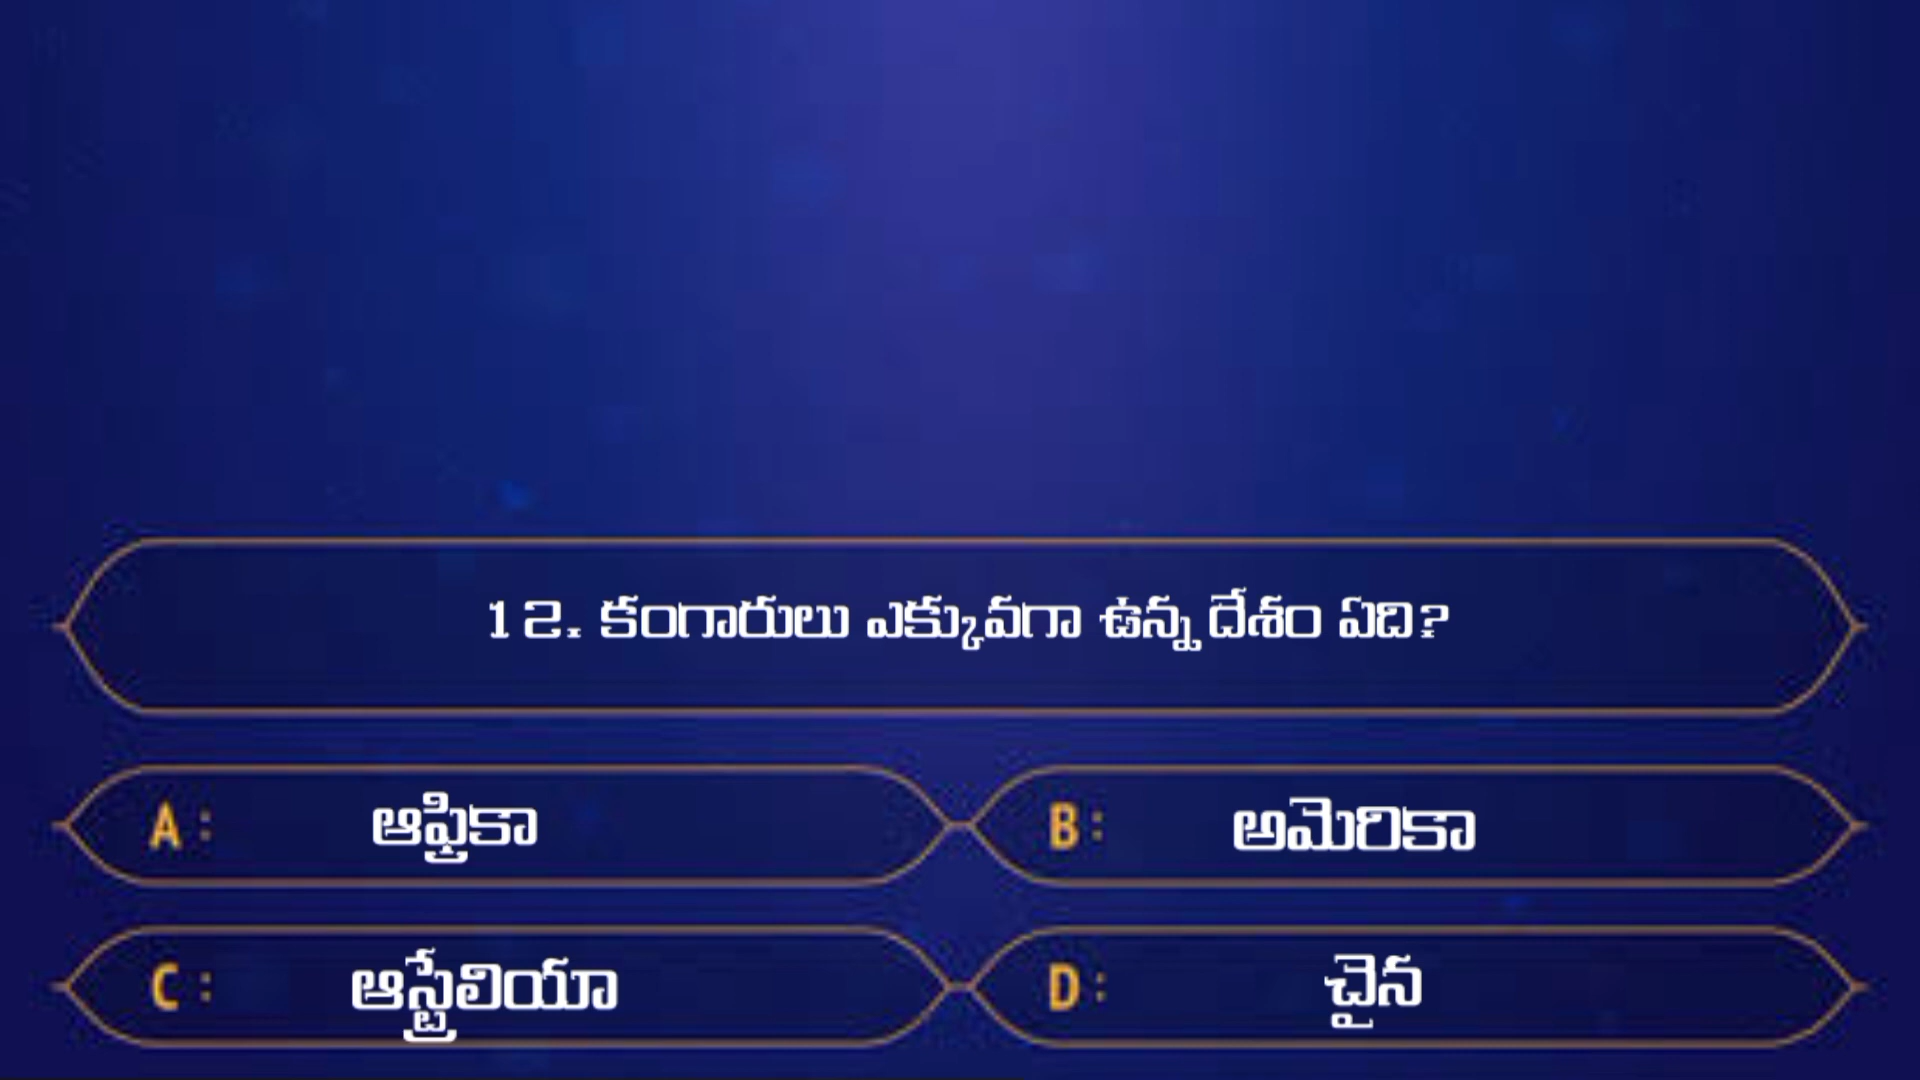 12. కంగారులు ఎక్కువగా ఉన్న దేశం ఏది?
A : ఆఫ్రికా
B : అమెరికా
C : ఆస్ట్రేలియా
D : చైన